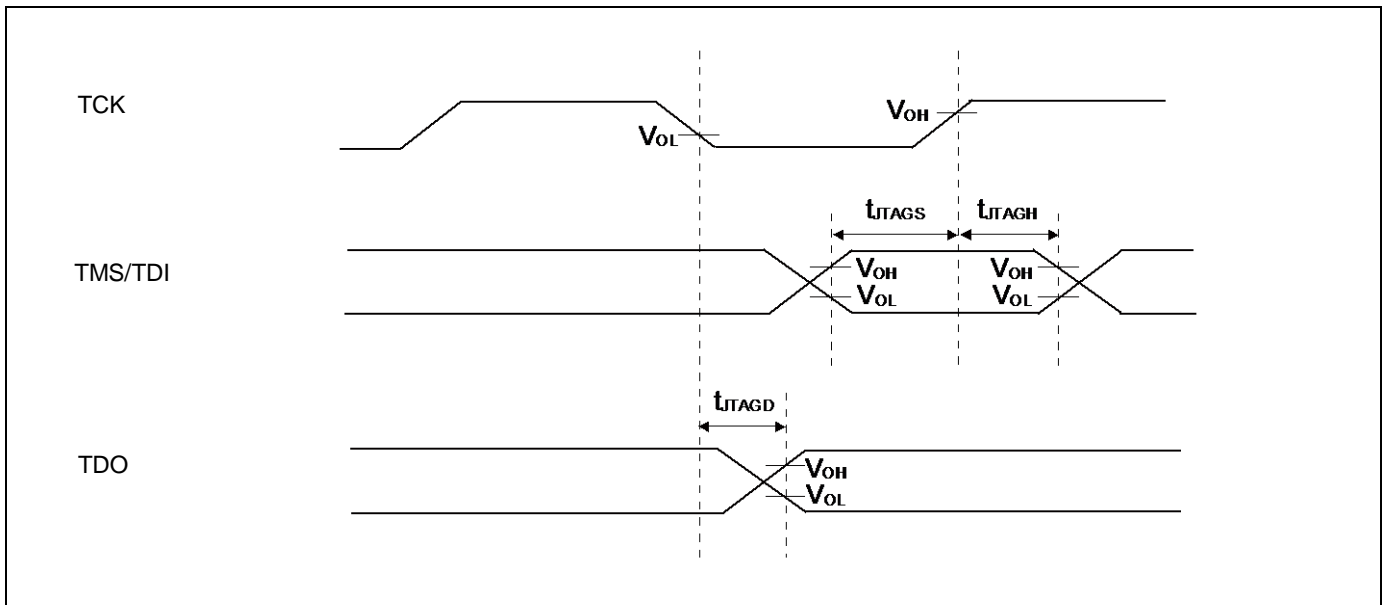 TCK
VOL
VOH
tJTAGS
tJTAGH
TMS/TDI
VOH
VOL
VOH
VOL
tJTAGD
TDO
VOH
VOL